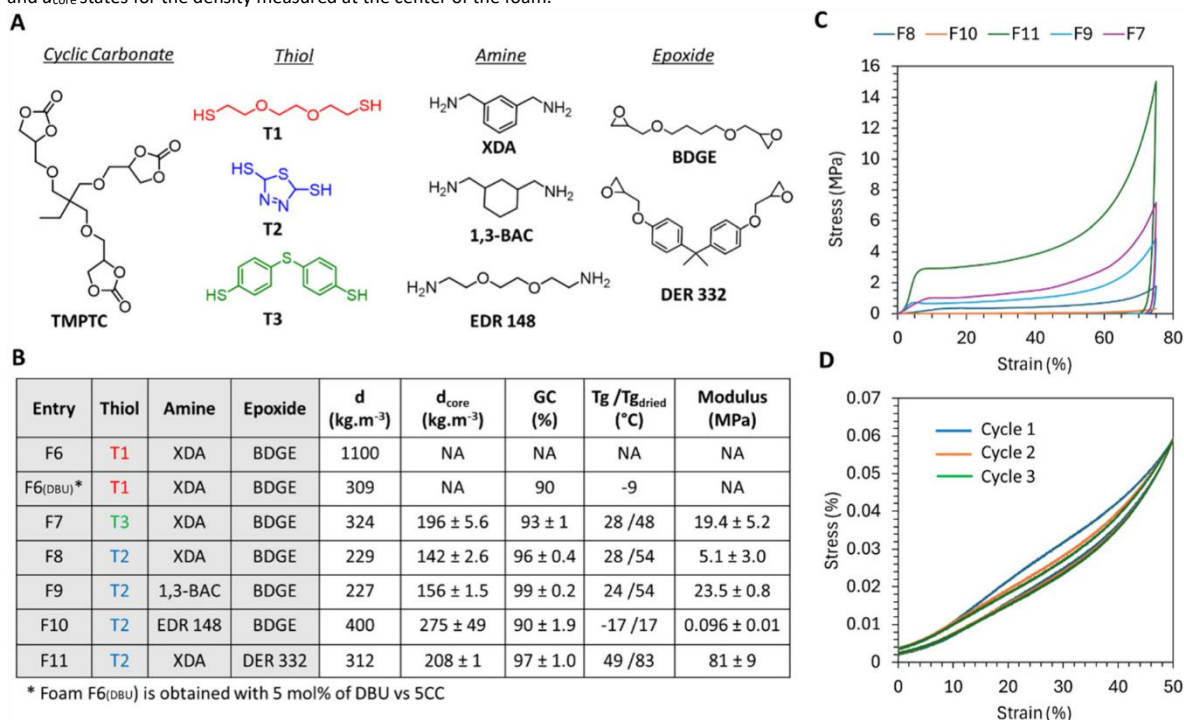 and dcore states for the density measured at the center of the foam.
A
Cyclic Carbonate
Thiol
Amine
Epoxide
O
O
O
O
O
O
O
O
O
O
O
O
TMPTC
HS
O
O
SH
T1
HS
S
SH
N=N
T2
S
HS
SH
T3
H2N
NH2
XDA
H2N
NH2
1,3-BAC
H2N
O
O
NH2
EDR 148
O
O
O
O
BDGE
O
O
O
O
DER 332
B
Entry Thiol Amine Epoxide d (kg.m-3) dcore (kg.m-3) GC (%) Tg /Tgdried (°C) Modulus (MPa)
F6 T1 XDA BDGE 1100 NA NA NA NA
F6(DBU)* T1 XDA BDGE 309 NA 90 -9 NA
F7 T3 XDA BDGE 324 196 ± 5.6 93 ± 1 28 /48 19.4 ± 5.2
F8 T2 XDA BDGE 229 142 ± 2.6 96 ± 0.4 28 /54 5.1 ± 3.0
F9 T2 1,3-BAC BDGE 227 156 ± 1.5 99 ± 0.2 24 /54 23.5 ± 0.8
F10 T2 EDR 148 BDGE 400 275 ± 49 90 ± 1.9 -17 /17 0.096 ± 0.01
F11 T2 XDA DER 332 312 208 ± 1 97 ± 1.0 49 /83 81 ± 9
* Foam F6(DBU) is obtained with 5 mol% of DBU vs 5CC
C
F8 F10 F11 F9 F7
Stress (MPa)
16
14
12
10
8
6
4
2
0
0 20 40 60 80
Strain (%)
D
Cycle 1
Cycle 2
Cycle 3
Stress (%)
0.07
0.06
0.05
0.04
0.03
0.02
0.01
0
0 10 20 30 40 50
Strain (%)